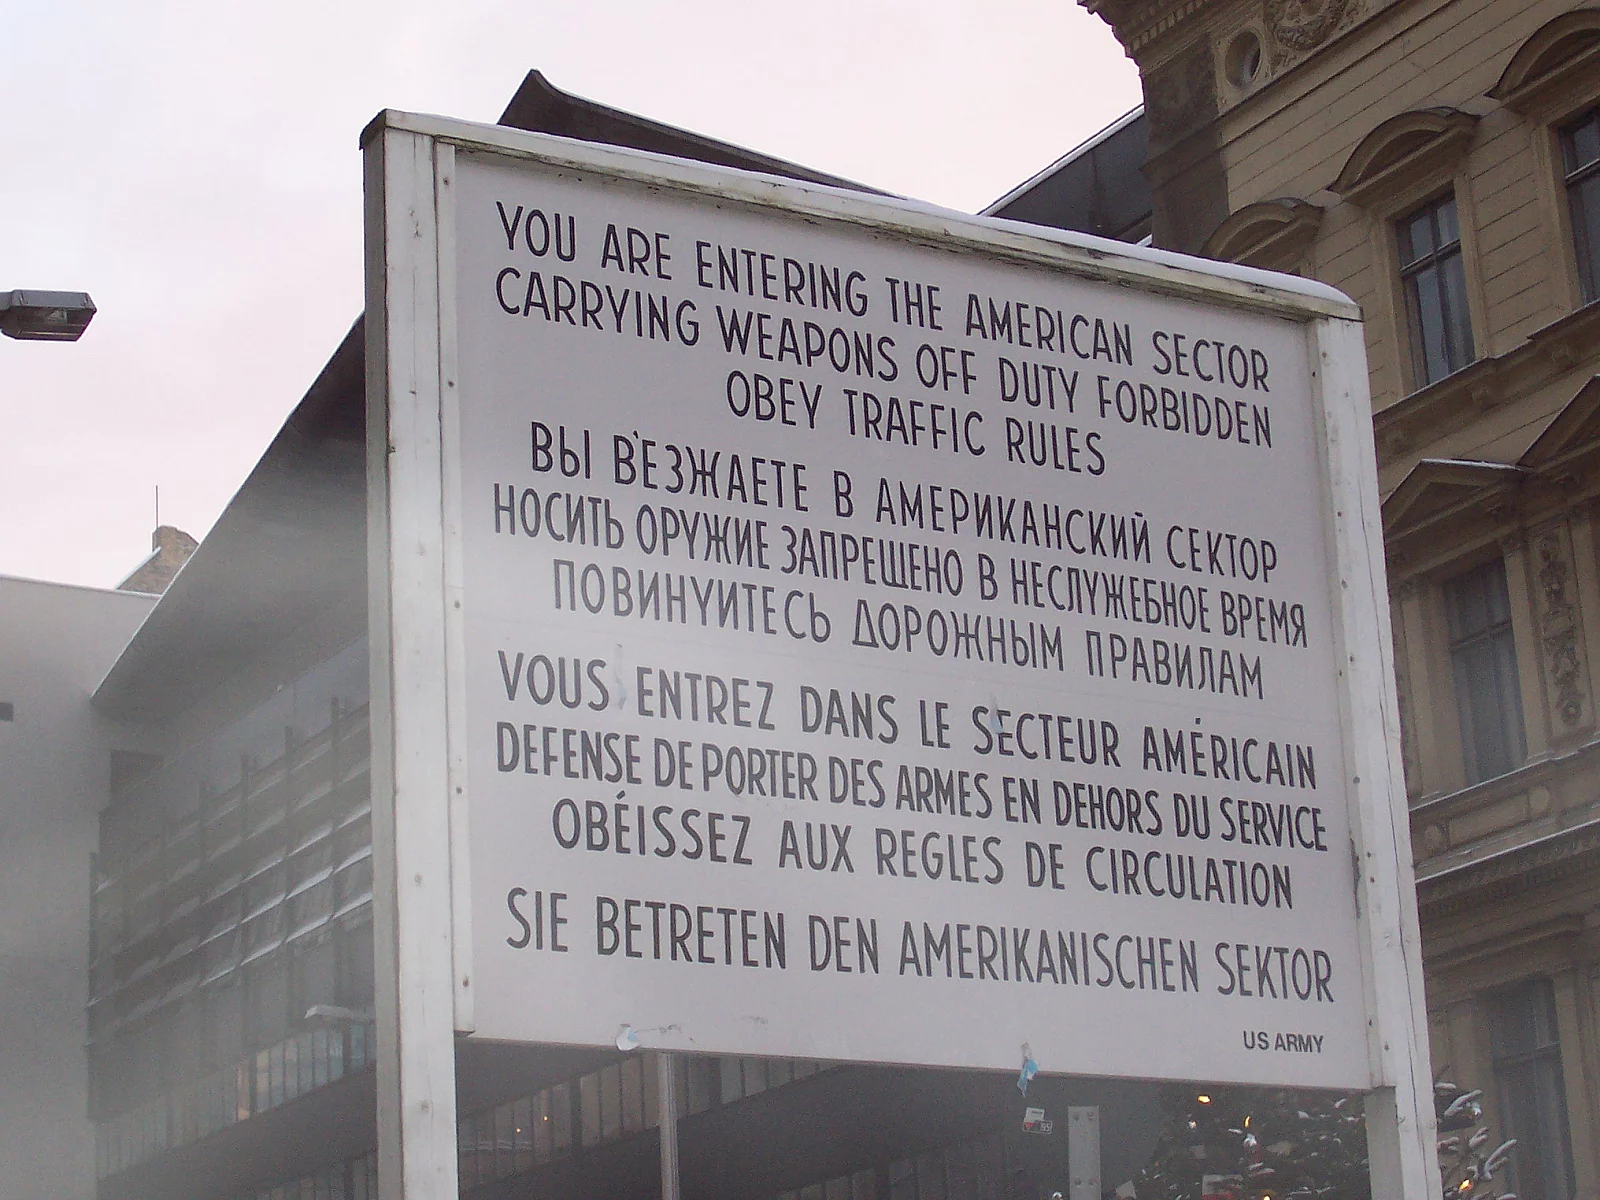 YOU ARE ENTERING THE AMERICAN SECTOR
CARRYING WEAPONS OFF DUTY FORBIDDEN
OBEY TRAFFIC RULES
ВЫ В'ЕЗЖАЕТЕ В АМЕРИКАНСКИЙ СЕКТОР
НОСИТЬ ОРУЖИЕ ЗАПРЕЩЕНО В НЕСЛУЖЕБНОЕ ВРЕМЯ
ПОВИНУИТЕСЬ ДОРОЖНЫМ ПРАВИЛАМ
VOUS ENTREZ DANS LE SECTEUR AMÉRICAIN
DEFENSE DE PORTER DES ARMES EN DEHORS DU SERVICE
OBÉISSEZ AUX REGLES DE CIRCULATION
SIE BETRETEN DEN AMERIKANISCHEN SEKTOR
US ARMY